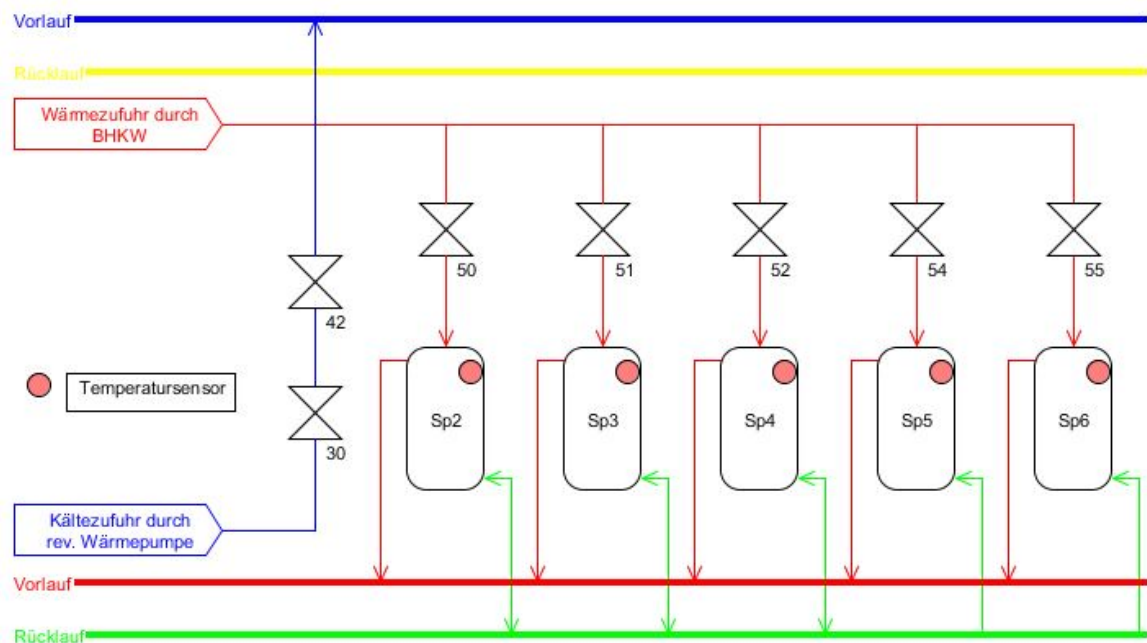 Vorlauf
Rücklauf
Wärmezufuhr durch
BHKW
50
51
52
54
55
42
Temperatursensor
Sp2
Sp3
Sp4
Sp5
Sp6
30
Kältezufuhr durch
rev. Wärmepumpe
Vorlauf
Rücklauf